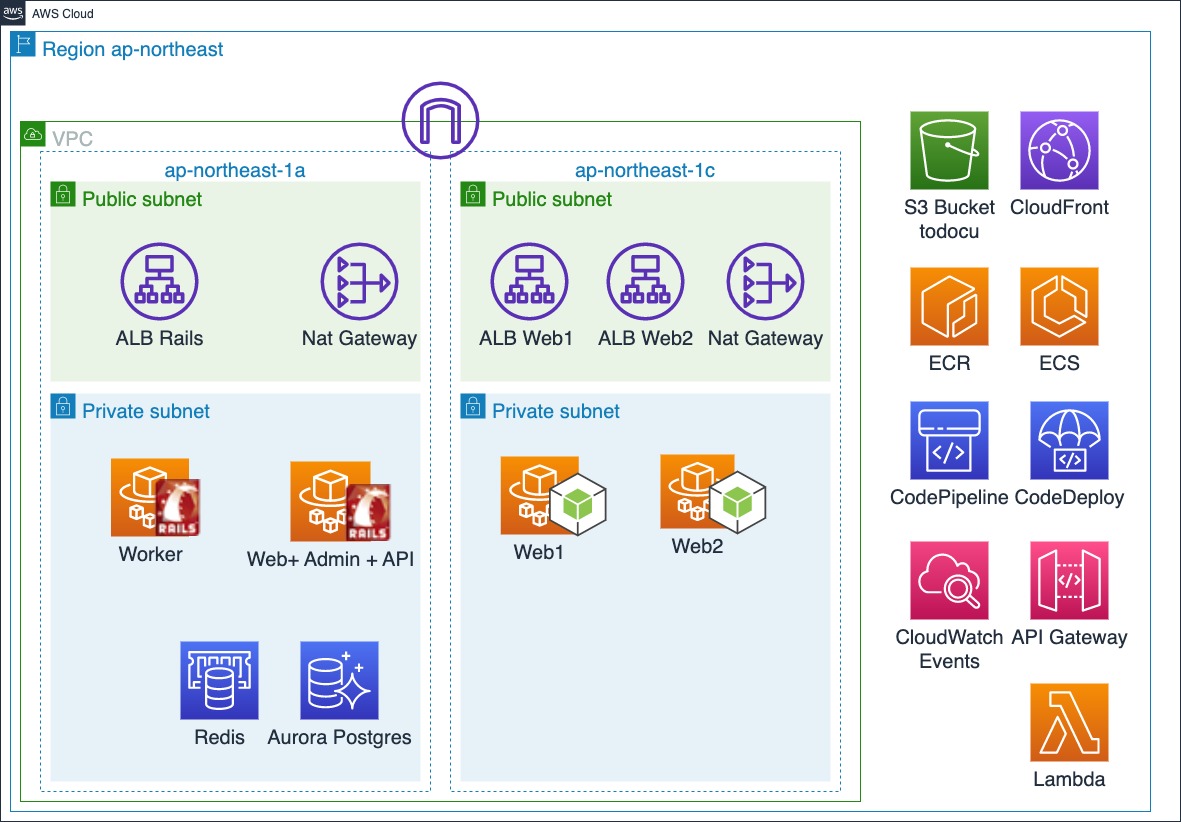 aws
AWS Cloud
Region ap-northeast
VPC
ap-northeast-1a
Public subnet
ALB Rails
Nat Gateway
Private subnet
RAILS
Worker
RAILS
Web+ Admin + API
Redis
Aurora Postgres
ap-northeast-1c
Public subnet
ALB Web1
ALB Web2
Nat Gateway
Private subnet
Web1
Web2
S3 Bucket
todocu
CloudFront
ECR
ECS
CodePipeline
CodeDeploy
CloudWatch
Events
API Gateway
Lambda